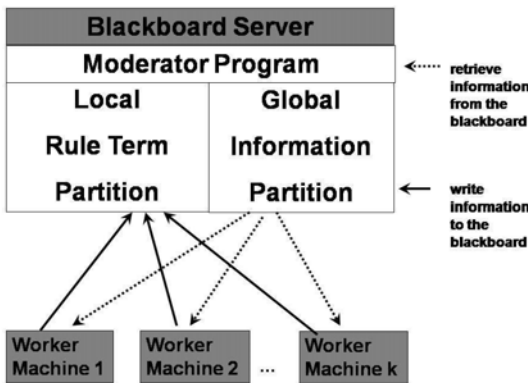 Blackboard Server
Moderator Program
Local
Rule Term
Partition
Global
Information
Partition
retrieve
information
from the
blackboard
write
information
to the
blackboard
Worker
Machine 1
Worker
Machine 2
...
Worker
Machine k